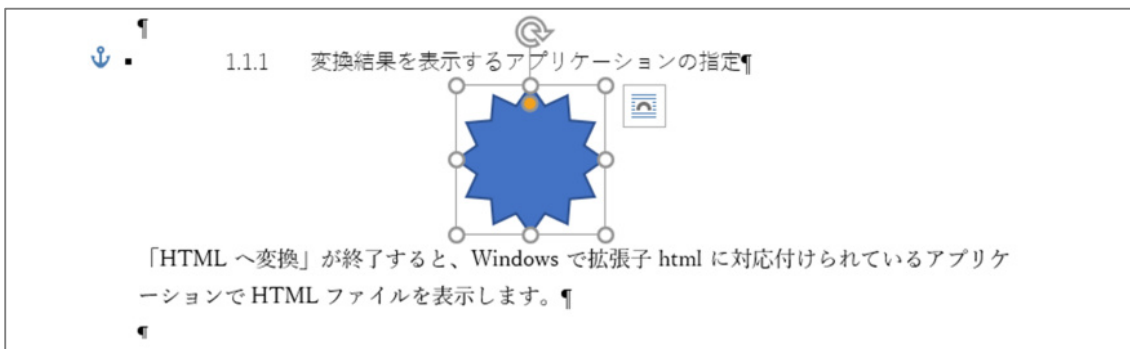 ¶
1.1.1 変換結果を表示するアプリケーションの指定¶
「HTML へ変換」が終了すると、Windows で拡張子 html に対応付けられているアプリケ
ーションで HTML ファイルを表示します。¶
¶